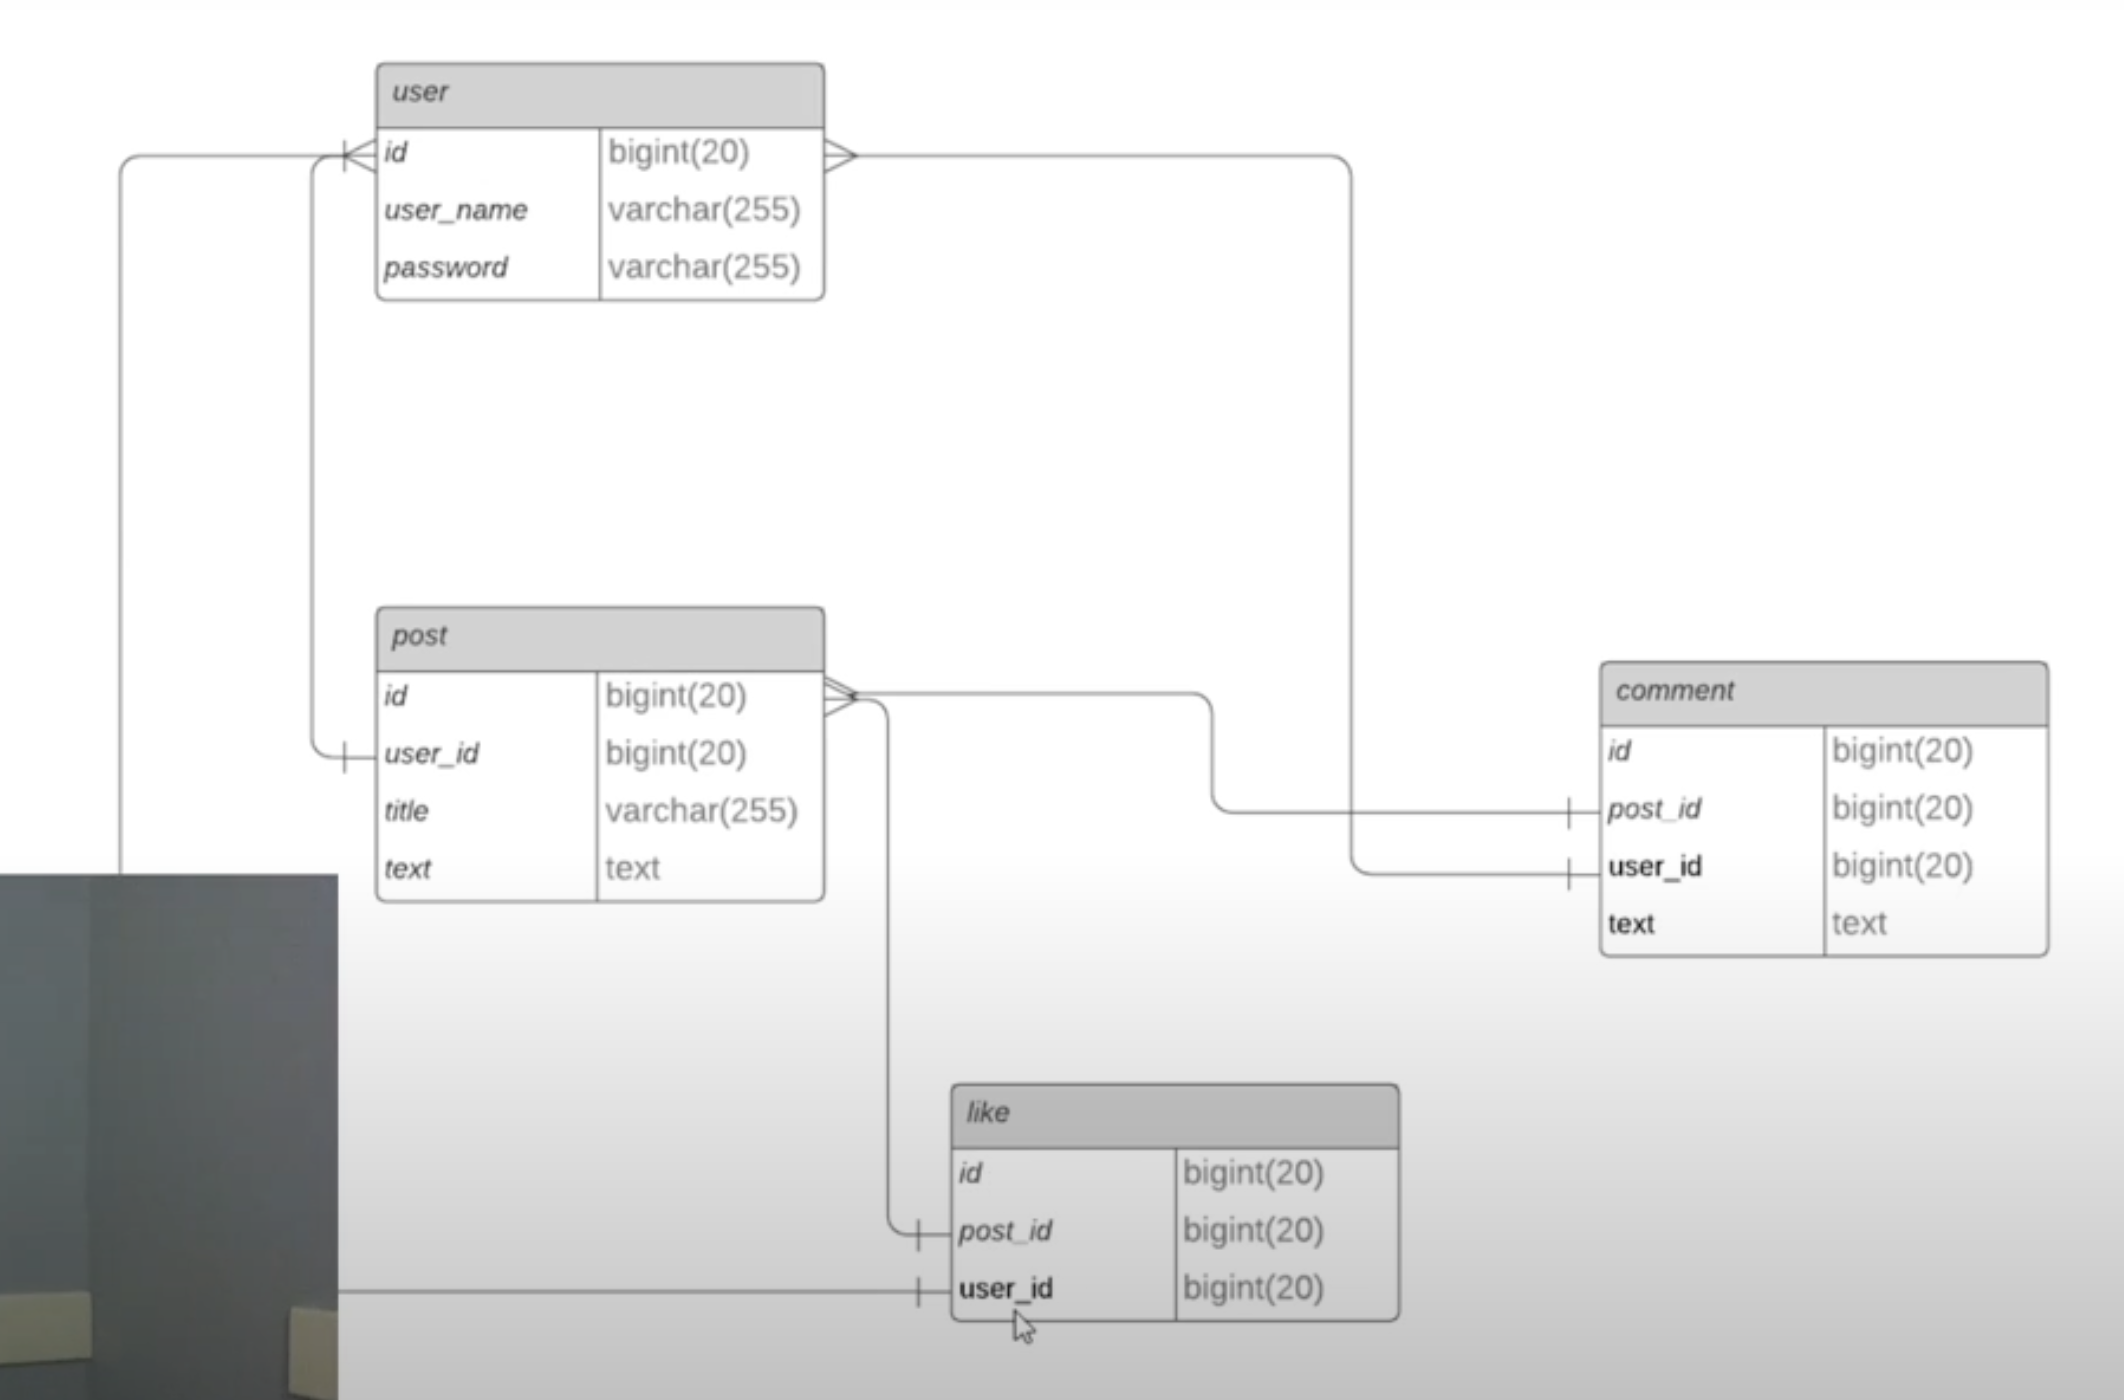 user
id bigint(20)
user_name varchar(255)
password varchar(255)
post
id bigint(20)
user_id bigint(20)
title varchar(255)
text text
comment
id bigint(20)
post_id bigint(20)
user_id bigint(20)
text text
like
id bigint(20)
post_id bigint(20)
user_id bigint(20)